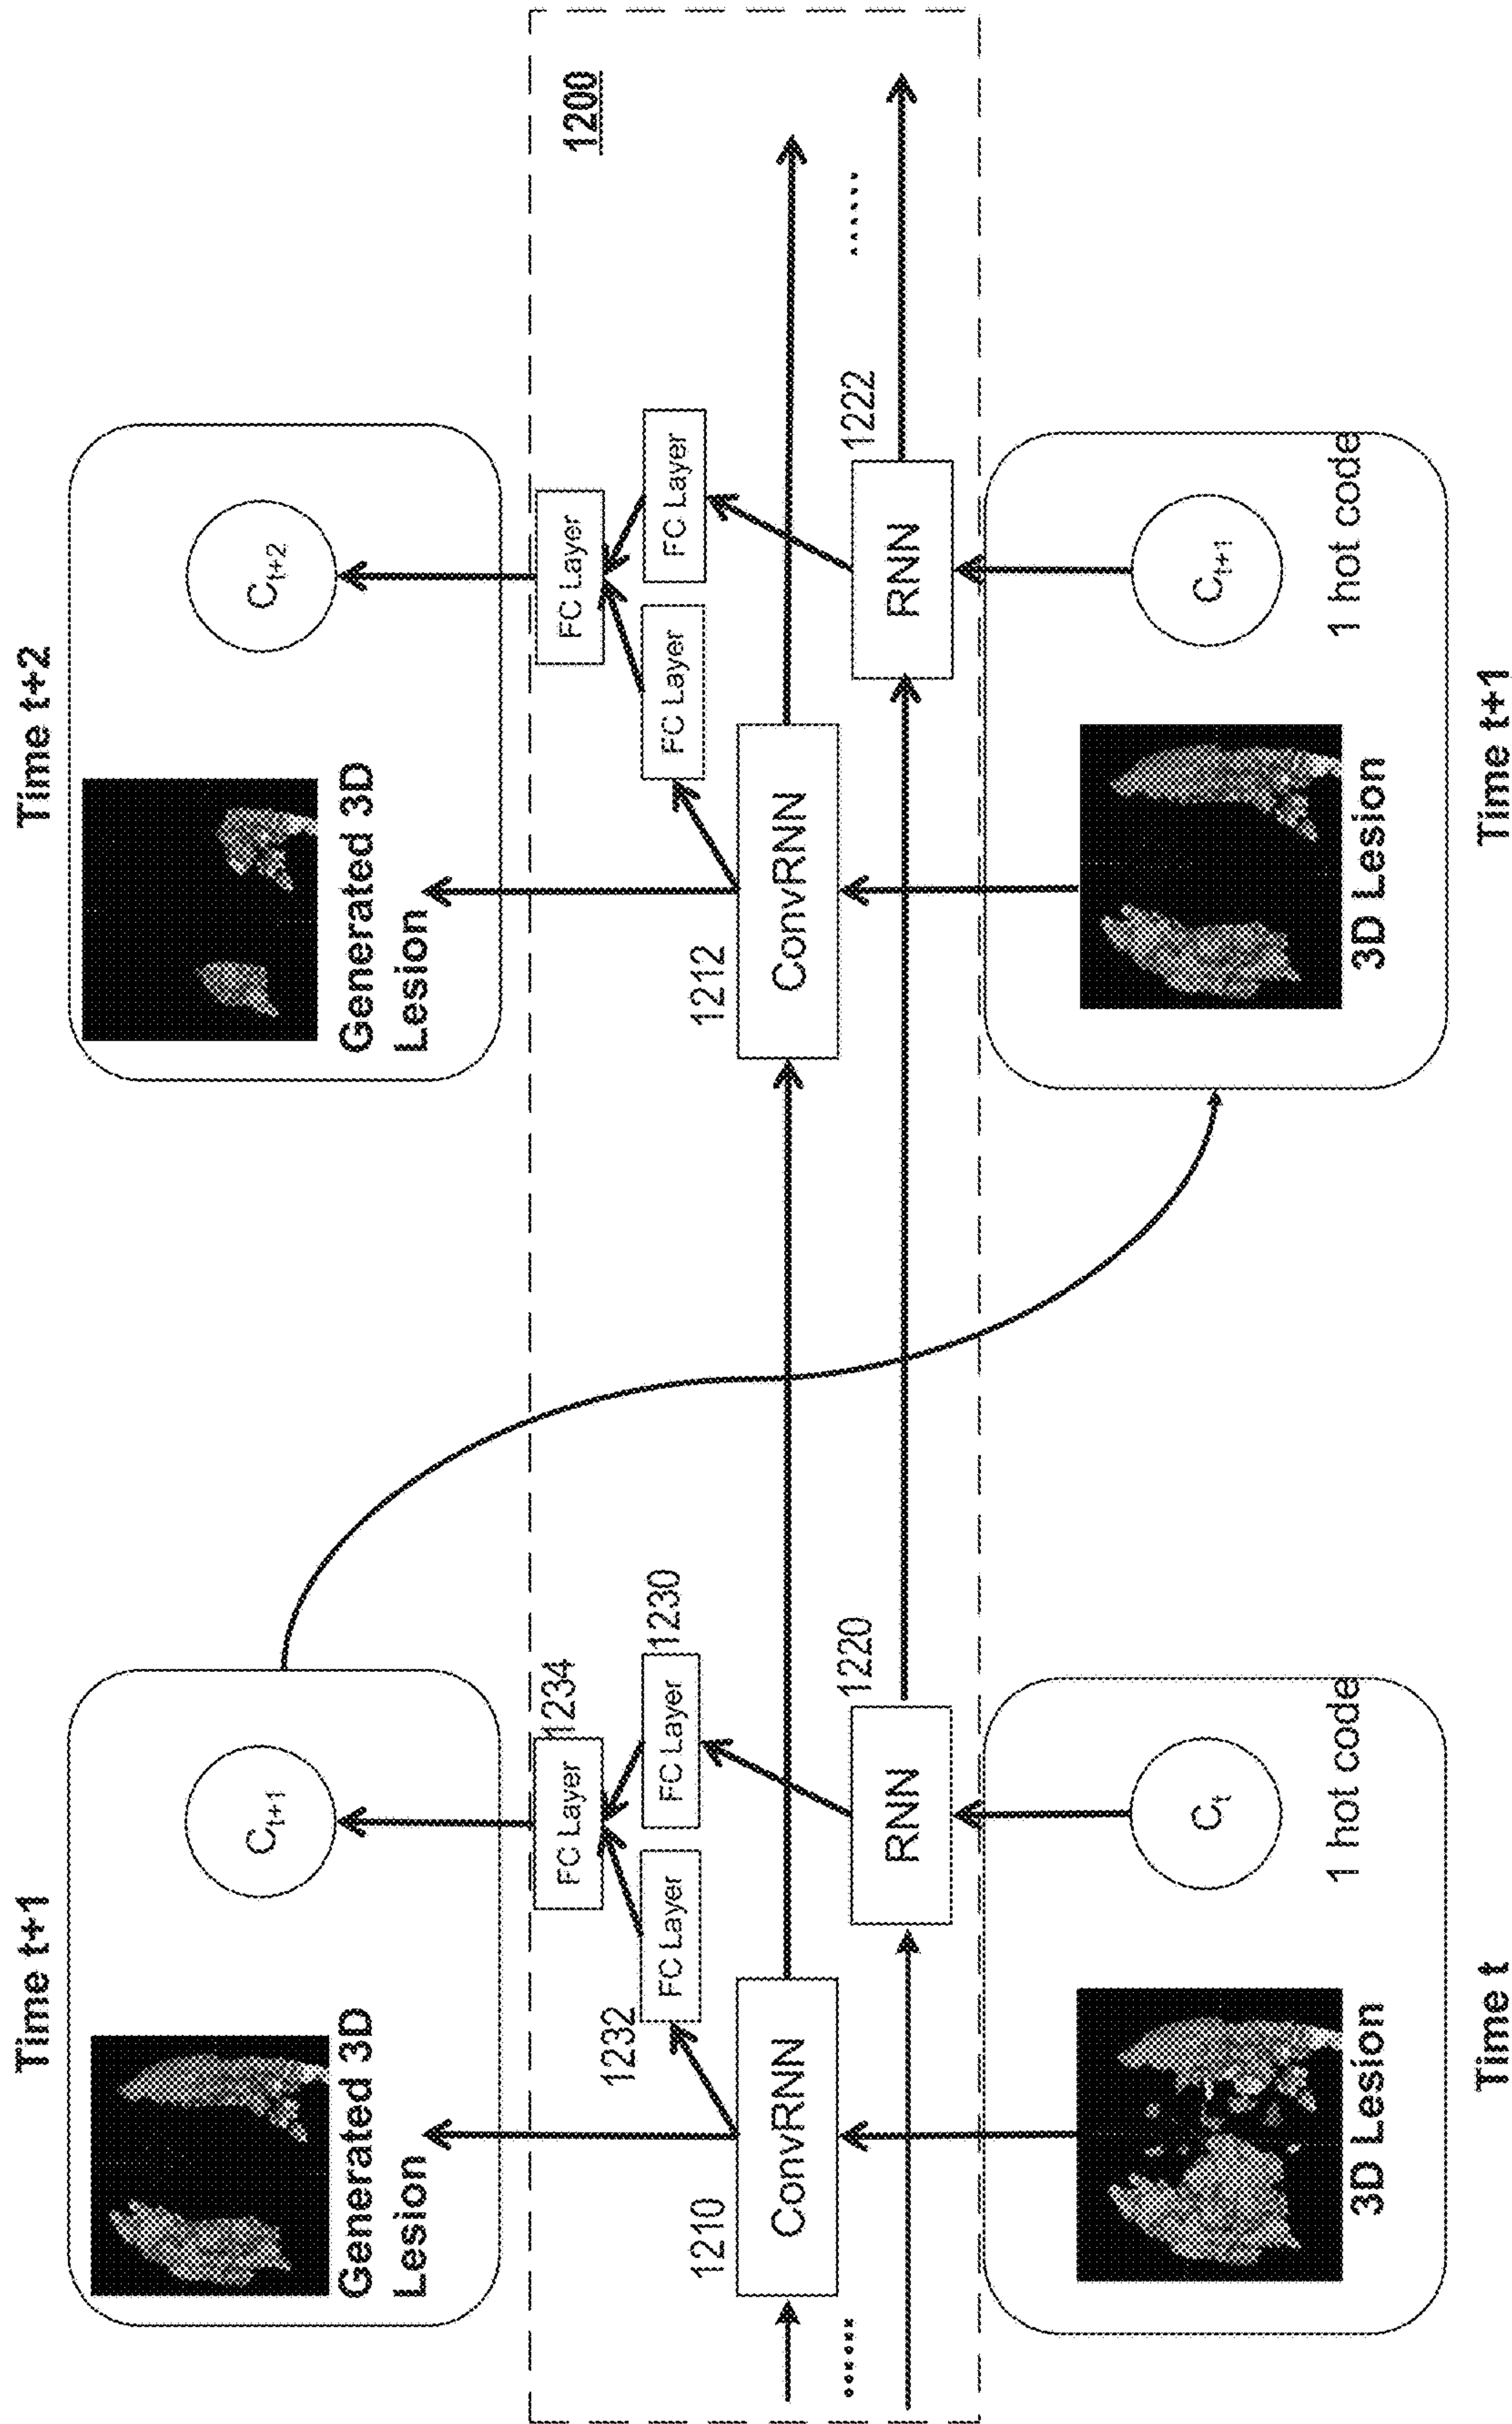 Time t+1
Time t+2
Generated 3D
Lesion
C_{t+1}
Generated 3D
Lesion
C_{t+2}
1200
FC Layer
1234
FC Layer
1232
FC Layer
FC Layer
1230
FC Layer
FC Layer
1210
ConvRNN
1212
ConvRNN
RNN
1220
RNN
1222
......
......
3D Lesion
C_t
1 hot code
3D Lesion
C_{t+1}
1 hot code
Time t
Time t+1